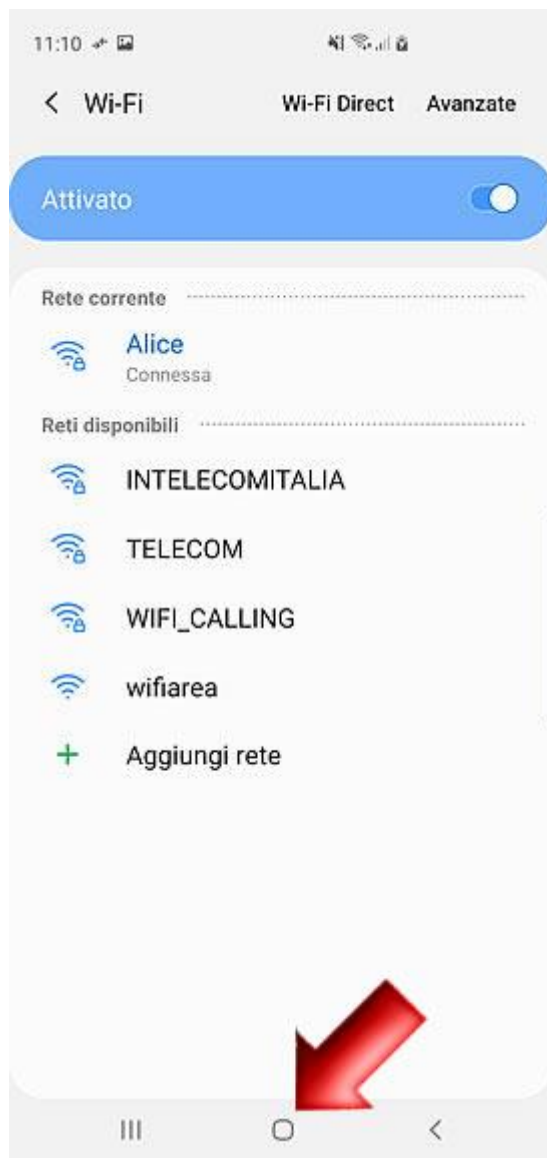 11:10
Wi-Fi Wi-Fi Direct Avanzate
Attivato
Rete corrente
Alice
Connessa
Reti disponibili
INTELECOMITALIA
TELECOM
WIFI_CALLING
wifiarea
Aggiungi rete